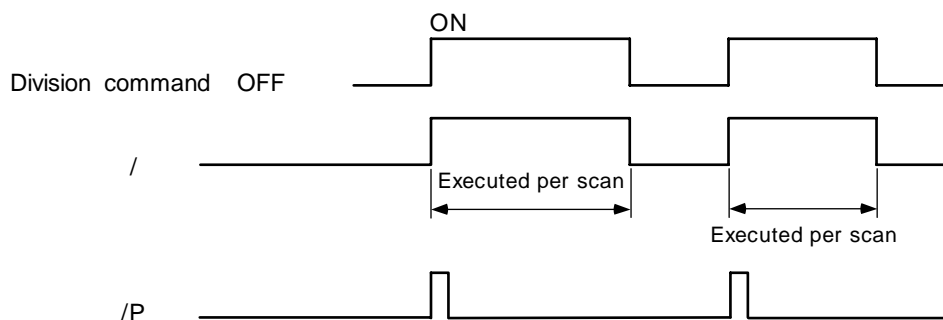 ON
Division command OFF
/
Executed per scan
Executed per scan
/P